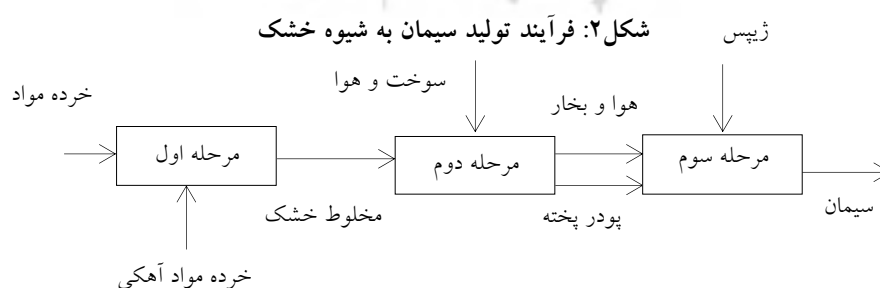 شکل۲: فرآیند تولید سیمان به شیوه خشک
ژیپس
سوخت و هوا
هوا و بخار
خرده مواد
مرحله اول
مرحله دوم
مرحله سوم
مخلوط خشک
پودر پخته
سیمان
خرده مواد آهکی